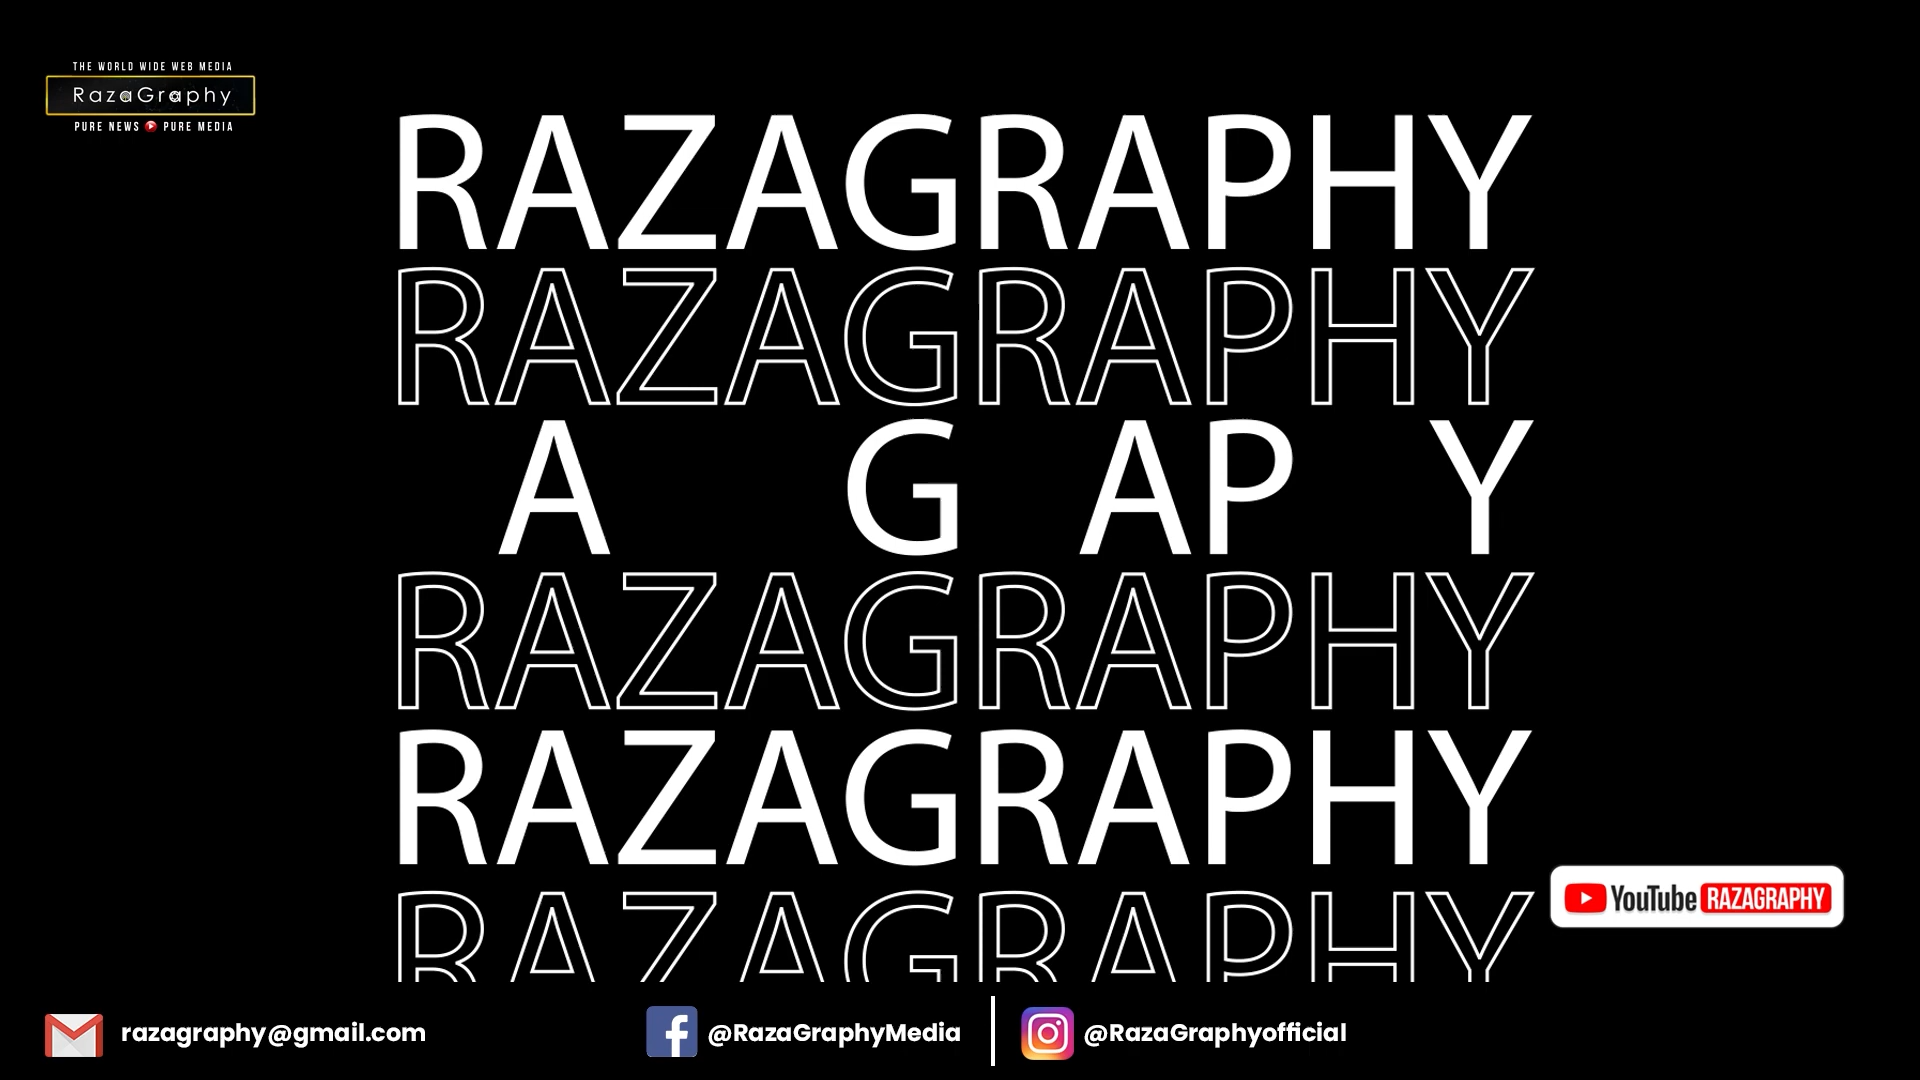 THE WORLD WIDE WEB MEDIA
RazaGraphy
PURE NEWS PURE MEDIA
RAZAGRAPHY
RAZAGRAPHY
A G AP Y
RAZAGRAPHY
RAZAGRAPHY
RAZAGRAPHY
YouTube RAZAGRAPHY
razagraphy@gmail.com
@RazaGraphyMedia
@RazaGraphyofficial